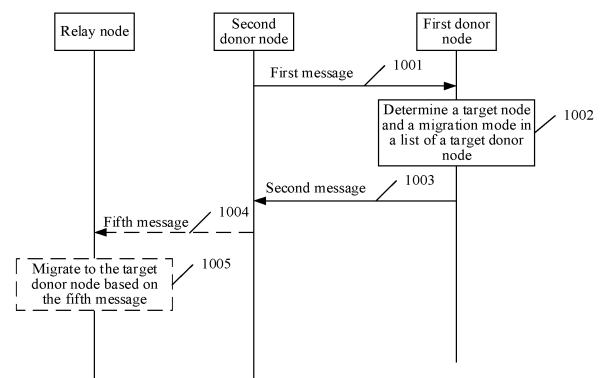 Relay node
Second
donor node
First donor
node
First message
1001
Determine a target node
and a migration mode in
a list of a target donor
node
1002
Second message
1003
Fifth message
1004
Migrate to the target
donor node based on
the fifth message
1005